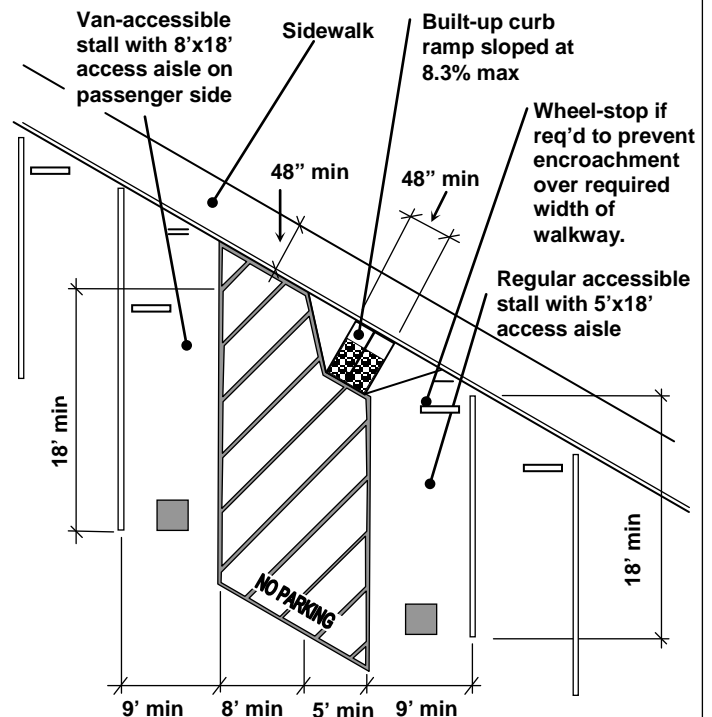 Van-accessible
stall with 8’x18’
access aisle on
passenger side
Sidewalk
Built-up curb
ramp sloped at
8.3% max
Wheel-stop if
req’d to prevent
encroachment
over required
width of
walkway.
48” min
48” min
Regular accessible
stall with 5’x18’
access aisle
18’ min
18’ min
NO PARKING
9’ min
8’ min
5’ min
9’ min